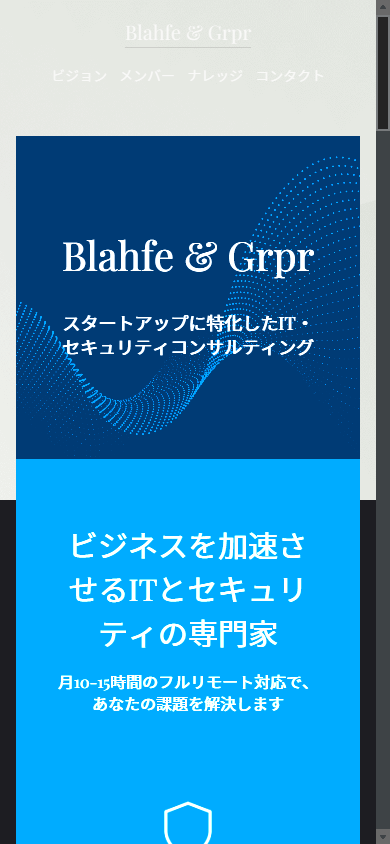 Blahfe & Grpr
ビジョン メンバー ナレッジ コンタクト
Blahfe & Grpr
スタートアップに特化したIT・
セキュリティコンサルティング
ビジネスを加速さ
せるITとセキュリ
ティの専門家
月10-15時間のフルリモート対応で、
あなたの課題を解決します